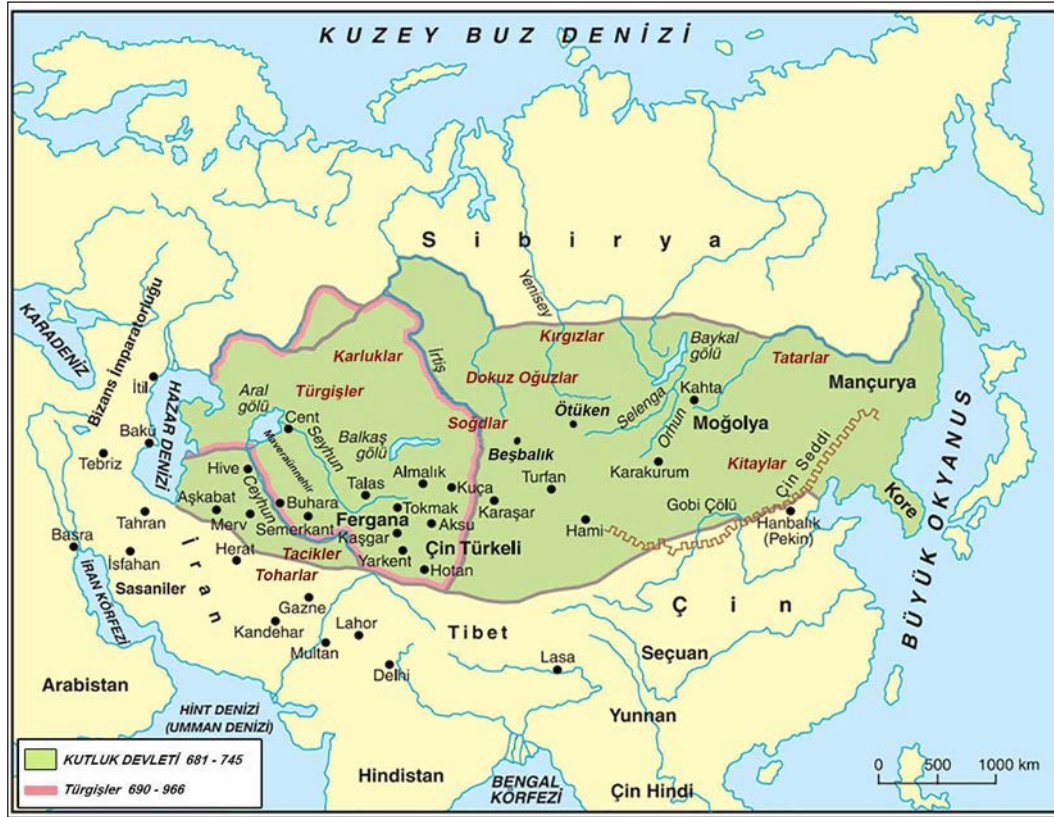 KUZEY BUZ DENİZİ
Sibirya
Yenisey
KARADENİZ
Bizans İmparatorluğu
Kırgızlar
Baykal
gölü
Tatarlar
Karluklar
İrtiş
Dokuz Oğuzlar
Mançurya
Kahta
İtil
HAZAR DENİZİ
Aral
gölü
Türgişler
Ötüken
Selenga
Orhun
Moğolya
Cent
Soğdlar
Bakü
Maveraünnehir
Seyhun
Balkaş
gölü
Beşbalık
Tebriz
Hive
Ceyhun
Talas
Almalık
Turfan
Karakurum
Kitaylar
Çin Seddi
Kuça
Aşkabat
Buhara
Tokmak
Karaşar
Kore
Merv
Semerkant
Fergana
Aksu
Hami
Gobi Çölü
Hanbalık
(Pekin)
Tahran
Kaşgar
Çin Türkeli
Basra
İsfahan
İran
Herat
Tacikler
Yarkent
Hotan
BÜYÜK OKYANUS
İRAN KÖRFEZİ
Sasaniler
Toharlar
Gazne
Çin
Kandehar
Lahor
Tibet
Multan
Seçuan
Delhi
Lasa
Arabistan
HİNT DENİZİ
(UMMAN DENİZİ)
Yunnan
KUTLUK DEVLETİ 681 - 745
Türgişler 690 - 966
Hindistan
BENGAL
KÖRFEZİ
Çin Hindi
0 500 1000 km